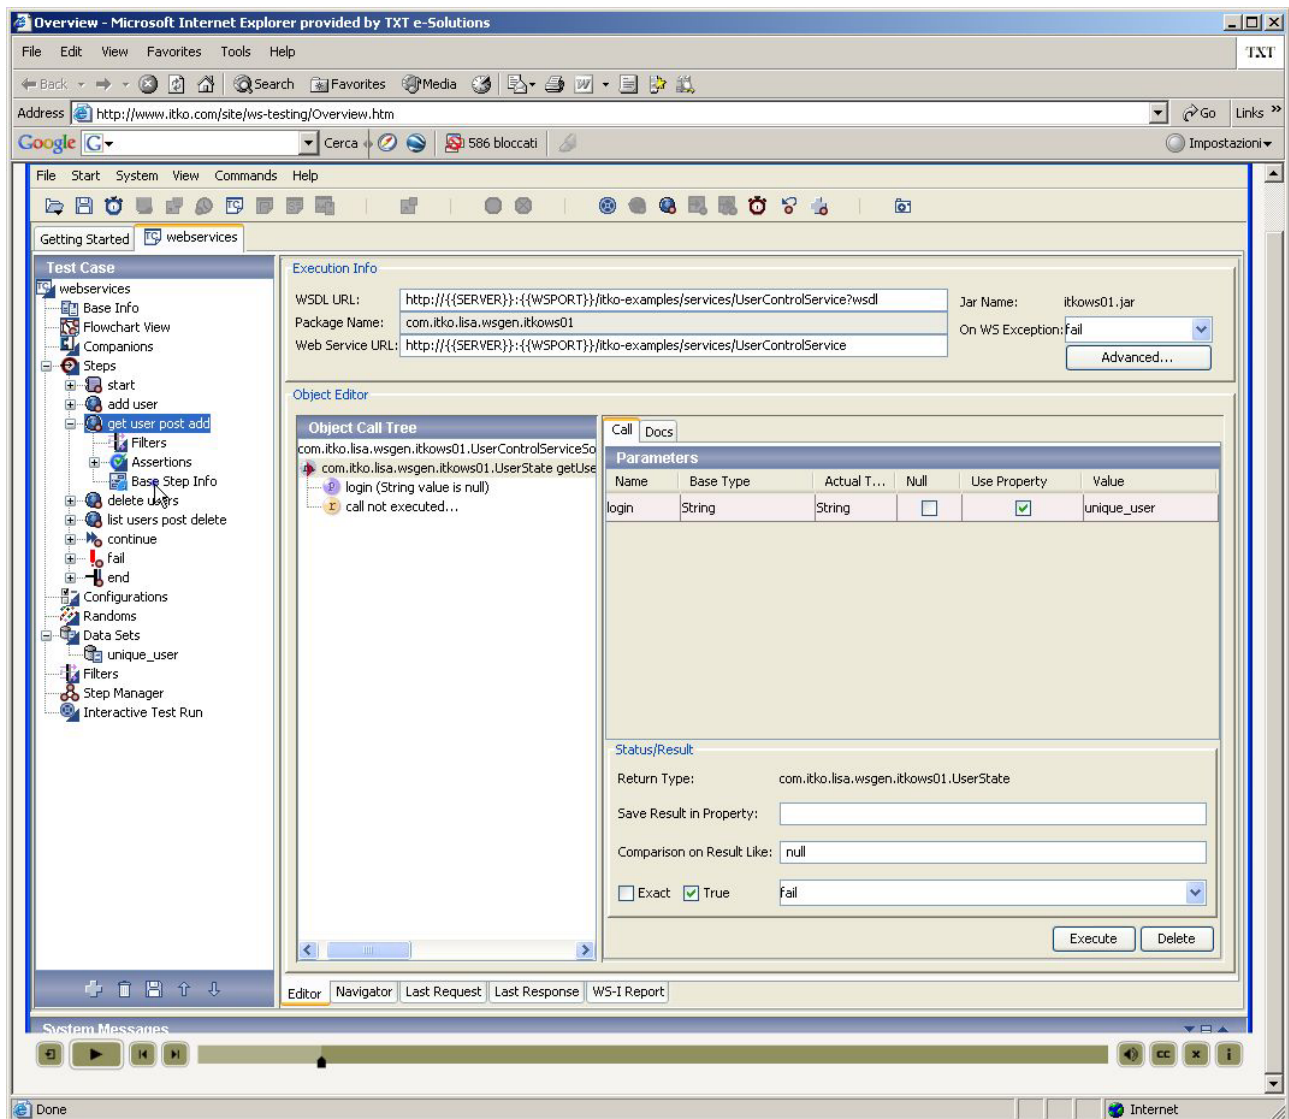 Overview - Microsoft Internet Explorer provided by TXT e-Solutions
File Edit View Favorites Tools Help
TXT
Back Search Favorites Media
Address http://www.itko.com/site/ws-testing/Overview.htm Go Links »
Google G Cerca 586 bloccati Impostazioni
File Start System View Commands Help
Getting Started TC webservices
Test Case
webservices
Base Info
Flowchart View
Companions
Steps
start
add user
get user post add
Filters
Assertions
Base Step Info
delete users
list users post delete
continue
fail
end
Configurations
Randoms
Data Sets
unique_user
Filters
Step Manager
Interactive Test Run
Execution Info
WSDL URL: http://{{SERVER}}:{{WSPORT}}/itko-examples/services/UserControlService?wsdl
Jar Name: itkows01.jar
Package Name: com.itko.lisa.wsgen.itkows01
On WS Exception: fail
Web Service URL: http://{{SERVER}}:{{WSPORT}}/itko-examples/services/UserControlService
Advanced...
Object Editor
Object Call Tree
com.itko.lisa.wsgen.itkows01.UserControlServiceSo
com.itko.lisa.wsgen.itkows01.UserState getUse
P login (String value is null)
r call not executed...
Call Docs
Parameters
Name Base Type Actual T... Null Use Property Value
login String String unique_user
Status/Result
Return Type: com.itko.lisa.wsgen.itkows01.UserState
Save Result in Property:
Comparison on Result Like: null
Exact True fail
Execute Delete
Editor Navigator Last Request Last Response WS-I Report
System Messages
CC x i
Done Internet